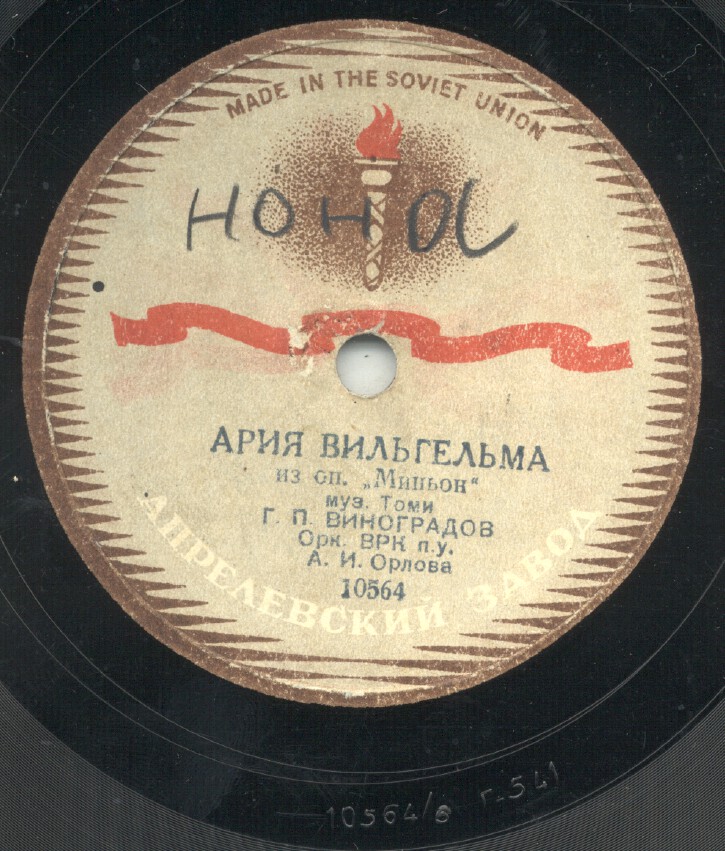 MADE IN THE SOVIET UNION
АРИЯ ВИЛЬГЕЛЬМА
из оп. „Миньон“
муз. Томи
Г. П. ВИНОГРАДОВ
Орк. ВРК п.у.
А. И. Орлова
10564
АПРЕЛЕВСКИЙ ЗАВОД
10564/6 г.541